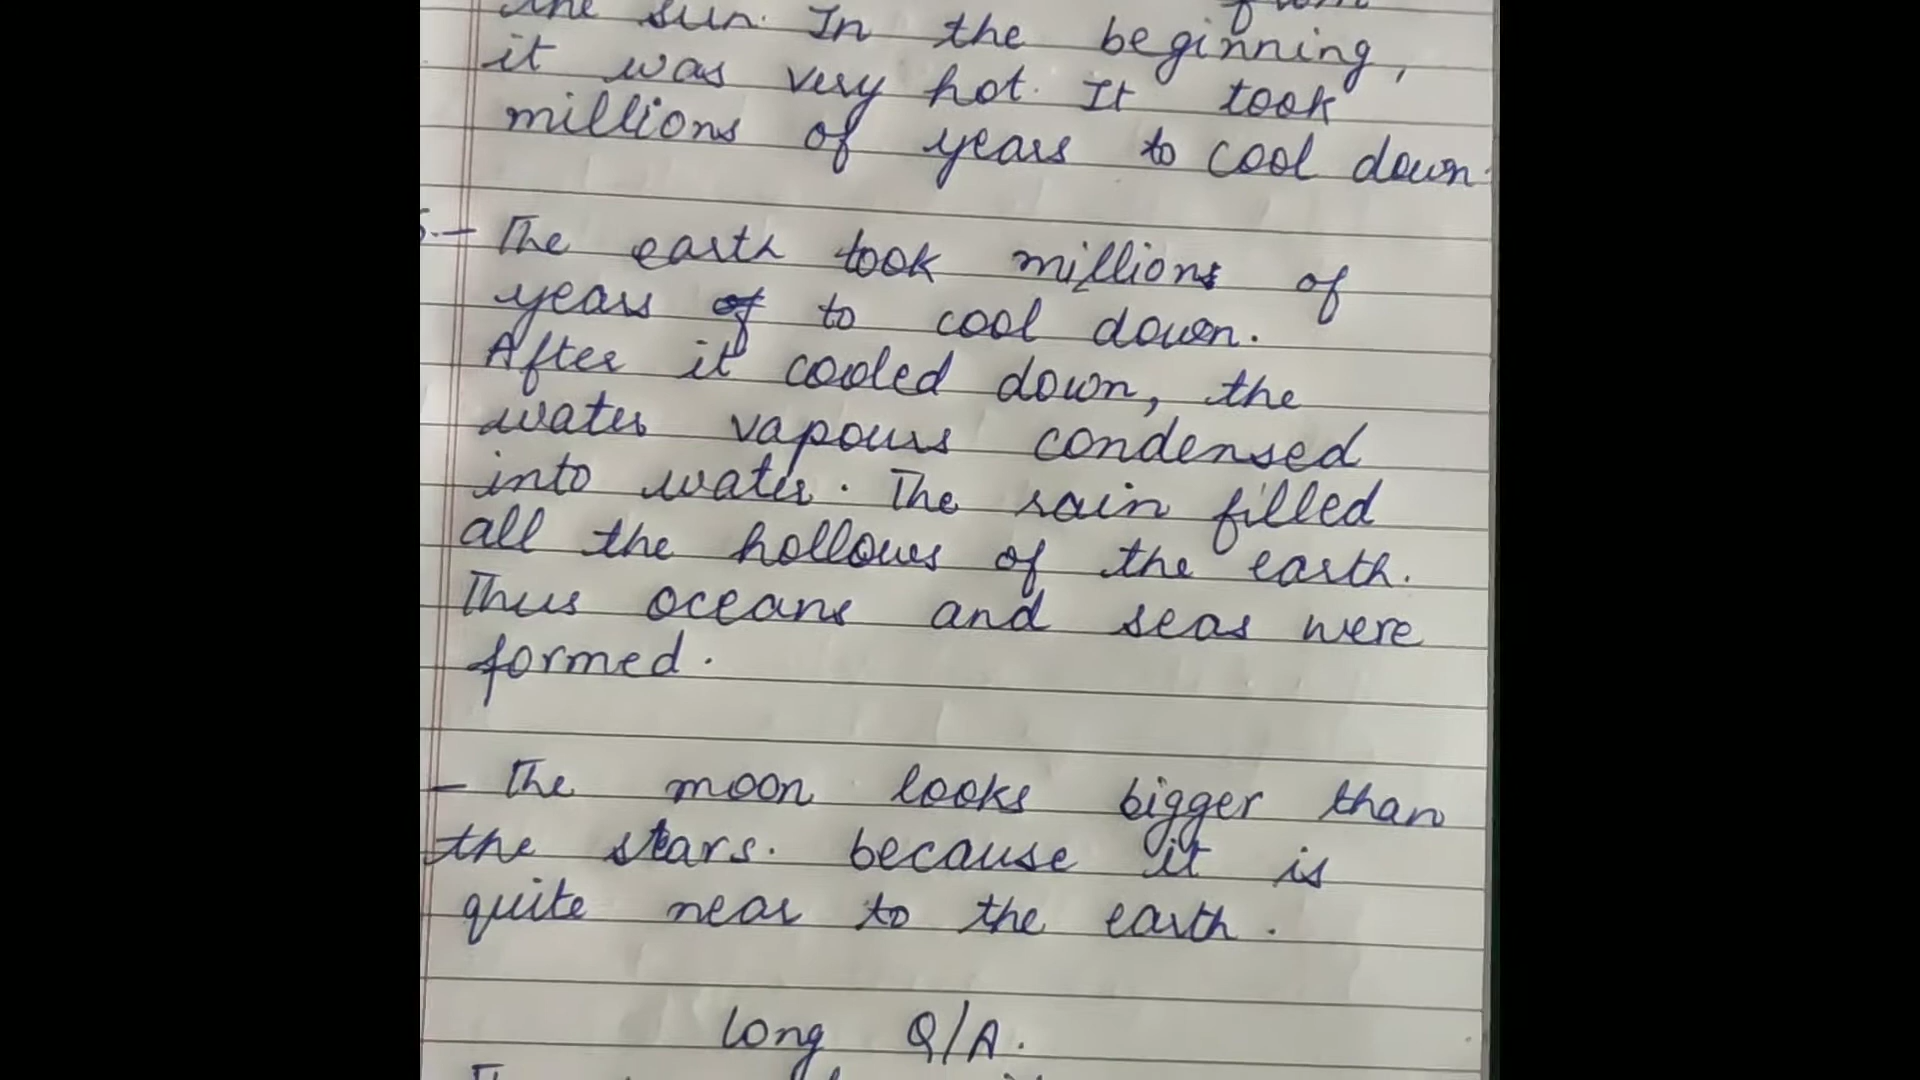 the sun. In the beginning,
it was very hot. It took
millions of years to cool down.
5.- The earth took millions of
years of to cool down.
After it cooled down, the
water vapours condensed
into water. The rain filled
all the hollows of the earth.
Thus oceans and seas were
formed.
- The moon looks bigger than
the stars. because it is
quite near to the earth.
Long Q/A.